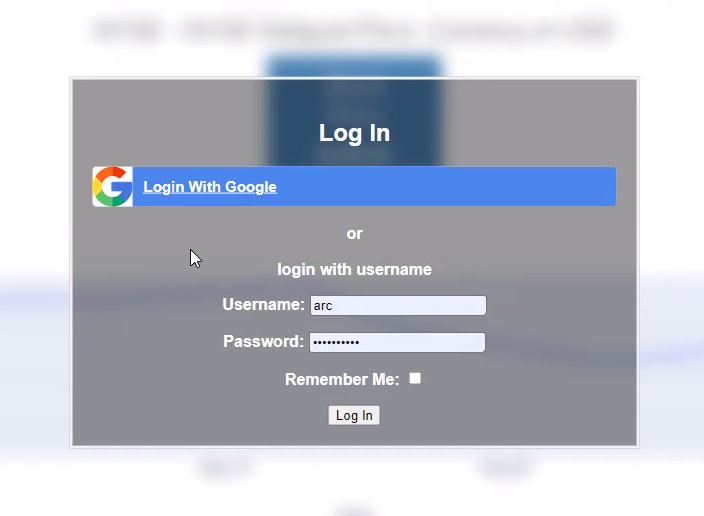 Log In
Login With Google
or
login with username
Username: arc
Password: ••••••••••
Remember Me:
Log In